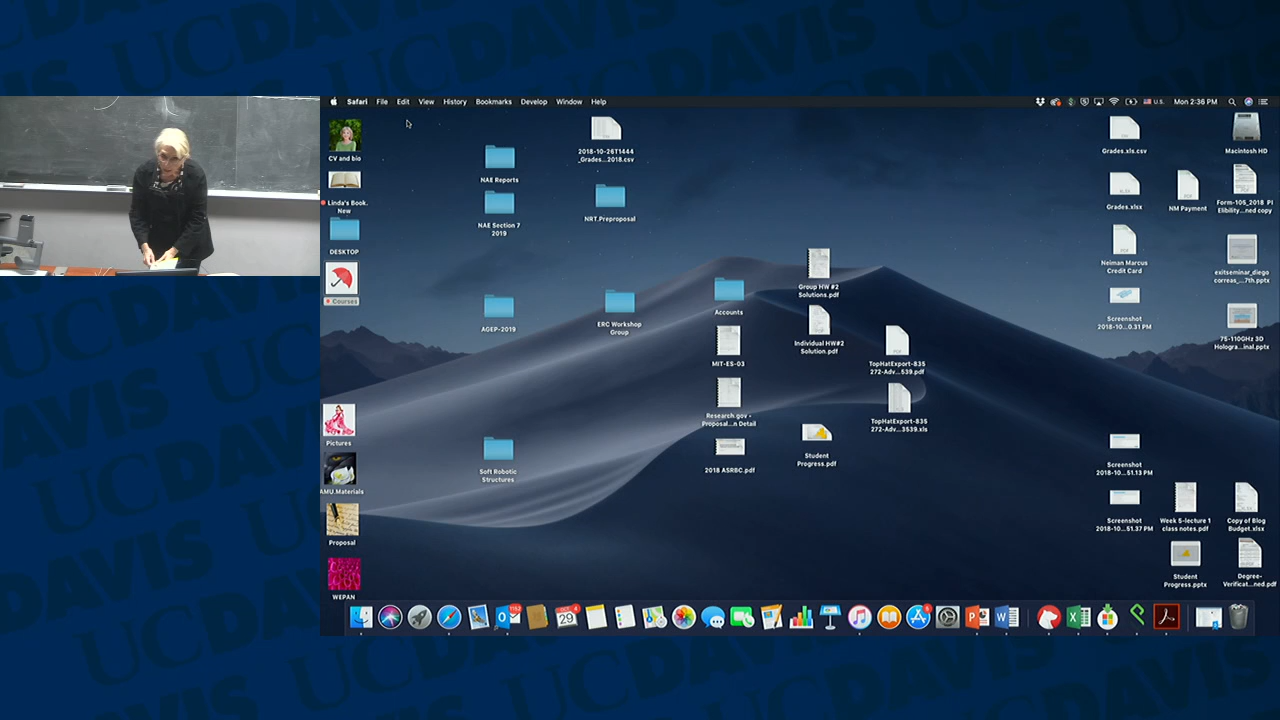 UCDAVIS
Safari File Edit View History Bookmarks Develop Window Help
U.S. Mon 2:36 PM
CV and bio
Linda's Book.
New
DESKTOP
Courses
Pictures
AMU.Materials
Proposal
WEPAN
NAE Reports
NAE Section 7
2019
AGEP-2019
Soft Robotic
Structures
2018-10-26T1444
_Grades...2018.csv
NRT.Preproposal
ERC Workshop
Group
Accounts
MIT-ES-03
Research.gov -
Proposal...n Detail
2018 ASRBC.pdf
Group HW #2
Solutions.pdf
Individual HW#2
Solution.pdf
Student
Progress.pdf
TopHatExport-835
272-Adv...539.pdf
TopHatExport-835
272-Adv...3539.xls
Grades.xls.csv
Grades.xlsx
Neiman Marcus
Credit Card
Screenshot
2018-10...0.31 PM
Screenshot
2018-10...51.13 PM
Screenshot
2018-10...51.37 PM
NM Payment
Week 5-lecture 1
class notes.pdf
Student
Progress.pptx
Macintosh HD
Form-105_2018 PI
Elibility...ned copy
exitseminar_diego
correas_...7th.pptx
75-110GHz 3D
Hologra...inal.pptx
Copy of Blog
Budget.xlsx
Degree-
Verificat...ned.pdf
OCT
29